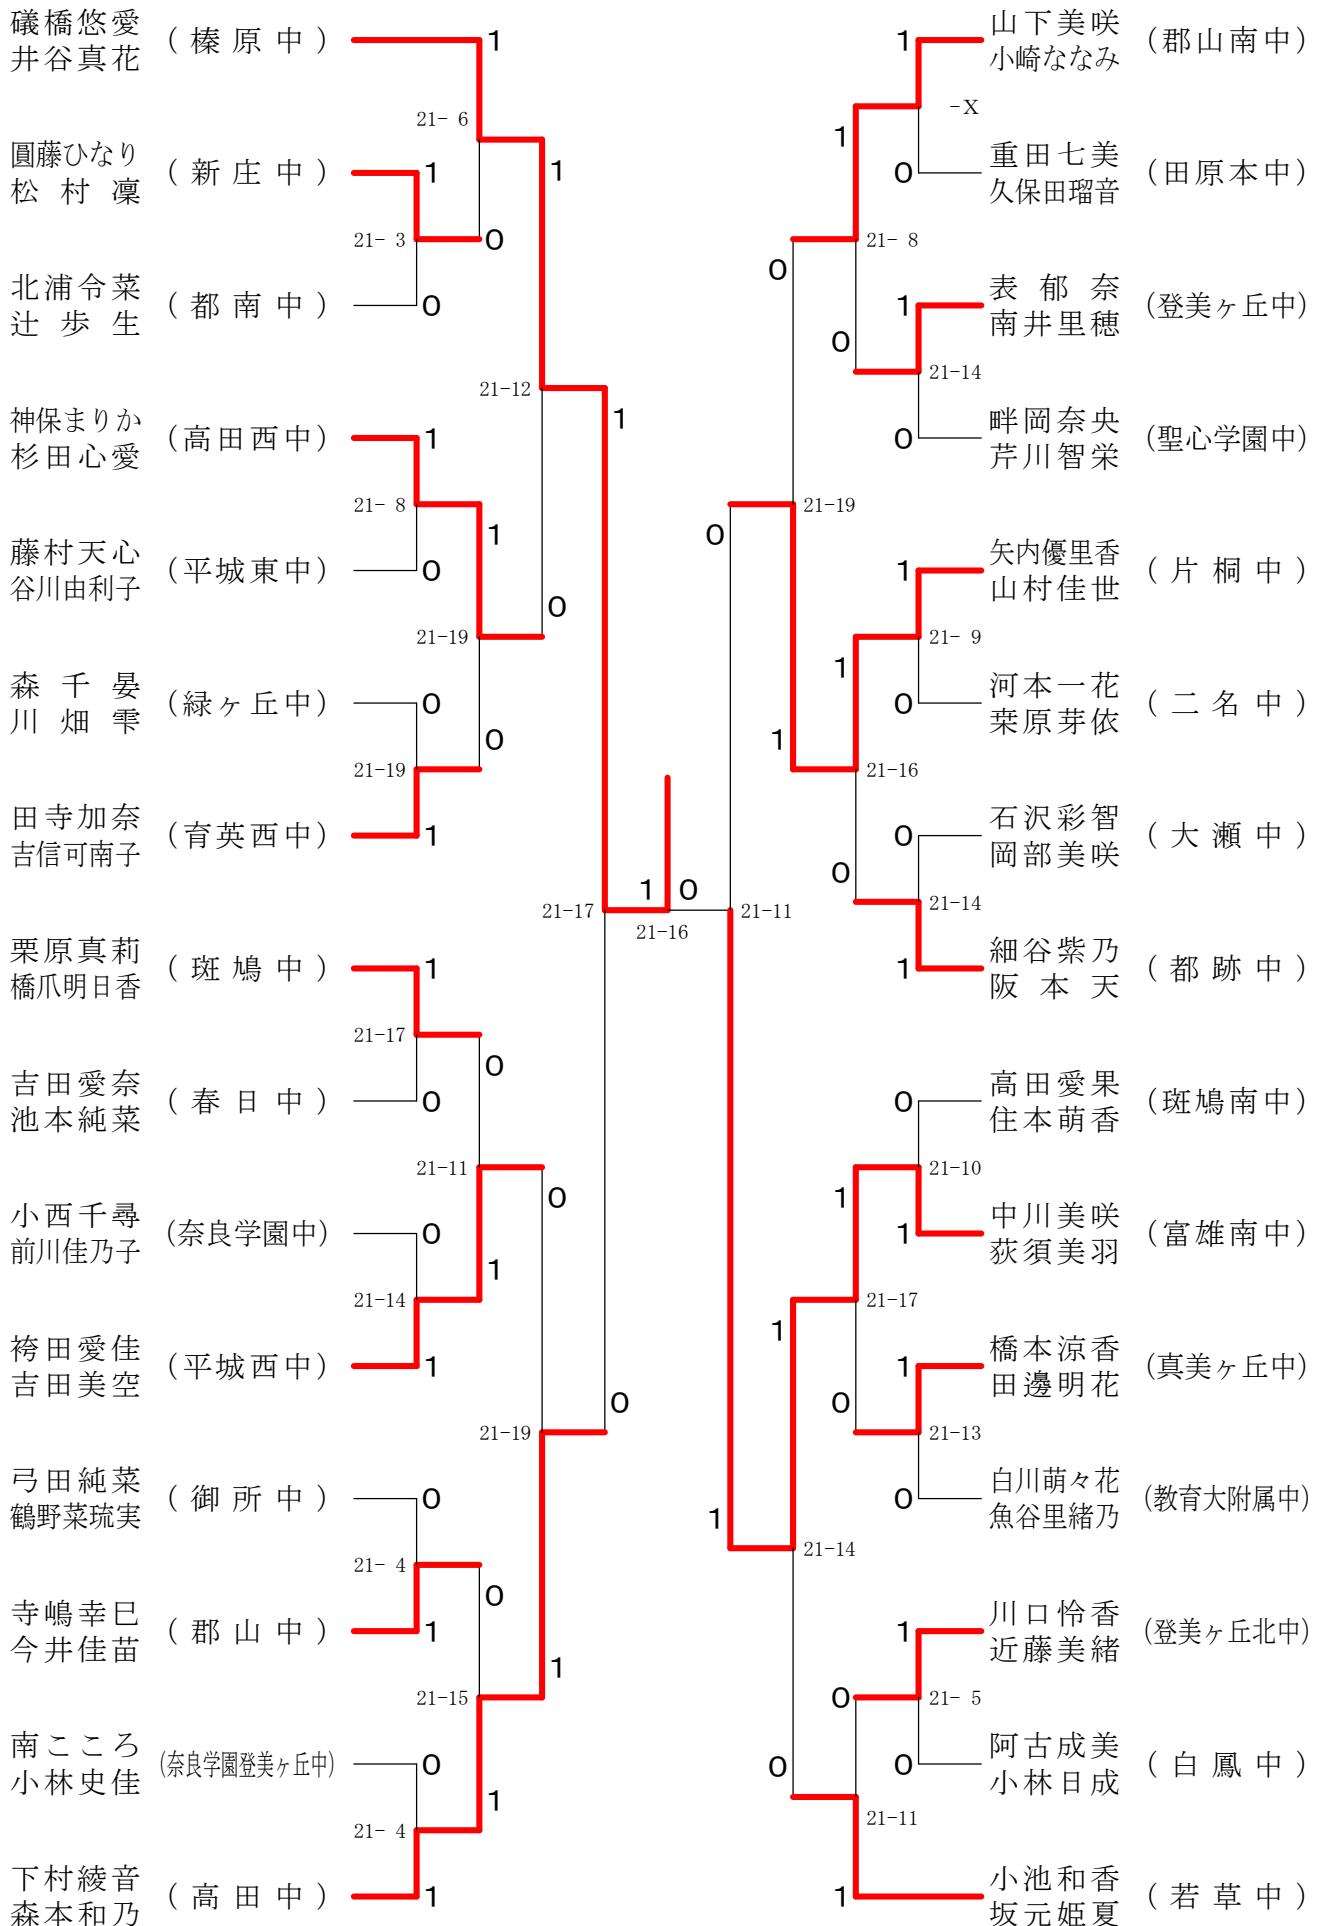 礒橋悠愛
井谷真花
(榛原中)
1
21- 6
1
圓藤ひなり
松村凜
(新庄中)
1
21- 3
0
北浦令菜
辻歩生
(都南中)
0
21-12
1
神保まりか
杉田心愛
(高田西中)
1
21- 8
1
藤村天心
谷川由利子
(平城東中)
0
21-19
0
森千晏
川畑雫
(緑ヶ丘中)
0
21-19
0
田寺加奈
吉信可南子
(育英西中)
1
21-17
栗原真莉
橋爪明日香
(斑鳩中)
1
21-17
0
吉田愛奈
池本純菜
(春日中)
0
21-11
0
小西千尋
前川佳乃子
(奈良学園中)
0
21-14
1
袴田愛佳
吉田美空
(平城西中)
1
21-19
0
弓田純菜
鶴野菜琉実
(御所中)
0
21- 4
0
寺嶋幸巳
今井佳苗
(郡山中)
1
21-15
1
南こころ
小林史佳
(奈良学園登美ヶ丘中)
0
21- 4
1
下村綾音
森本和乃
(高田中)
1
1 0
21-16
山下美咲
小崎ななみ
(郡山南中)
1
-X
1
重田七美
久保田瑠音
(田原本中)
0
21- 8
0
表郁奈
南井里穂
(登美ヶ丘中)
1
0
21-14
畔岡奈央
芹川智栄
(聖心学園中)
0
21-19
0
矢内優里香
山村佳世
(片桐中)
1
21- 9
1
河本一花
桒原芽依
(二名中)
0
1
21-16
石沢彩智
岡部美咲
(大瀬中)
0
0
21-14
細谷紫乃
阪本天
(都跡中)
1
21-11
高田愛果
住本萌香
(斑鳩南中)
0
21-10
1
中川美咲
荻須美羽
(富雄南中)
1
21-17
1
橋本涼香
田邊明花
(真美ヶ丘中)
1
0
21-13
白川萌々花
魚谷里緒乃
(教育大附属中)
0
1
21-14
川口怜香
近藤美緒
(登美ヶ丘北中)
1
0
21- 5
阿古成美
小林日成
(白鳳中)
0
0
21-11
小池和香
坂元姫夏
(若草中)
1